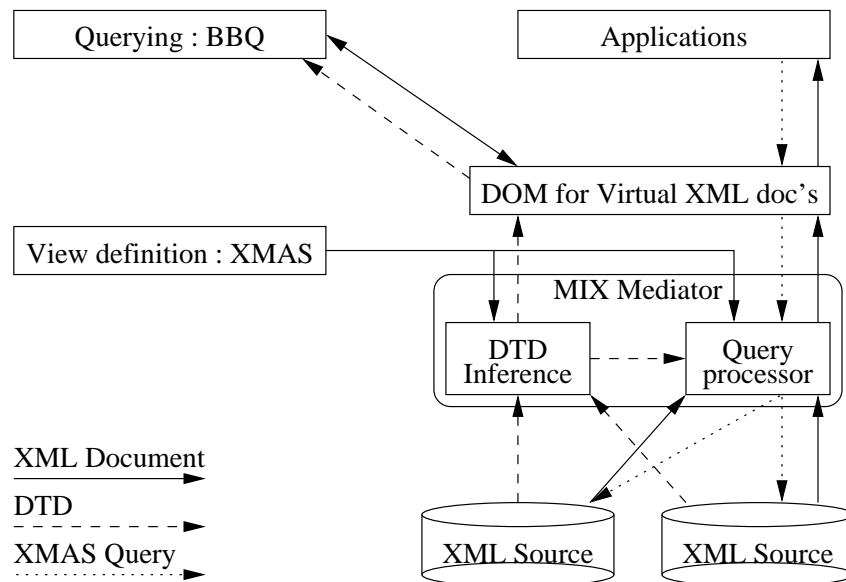 Querying : BBQ
Applications
DOM for Virtual XML doc's
View definition : XMAS
MIX Mediator
DTD
Inference
Query
processor
XML Document
DTD
XMAS Query
XML Source
XML Source